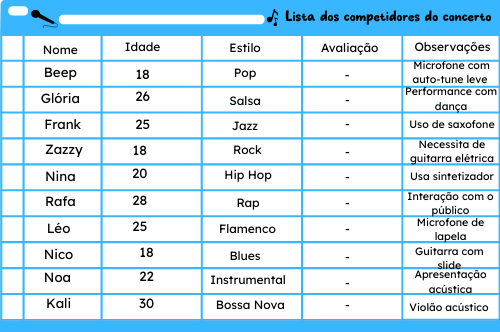 Lista dos competidores do concerto
Nome Idade Estilo Avaliação Observações
Beep 18 Pop - Microfone com
auto-tune leve
Glória 26 Salsa - Performance com
dança
Frank 25 Jazz - Uso de saxofone
Zazzy 18 Rock - Necessita de
guitarra elétrica
Nina 20 Hip Hop - Usa sintetizador
Rafa 28 Rap - Interação com o
público
Léo 25 Flamenco - Microfone de
lapela
Nico 18 Blues - Guitarra com
slide
Noa 22 Instrumental - Apresentação
acústica
Kali 30 Bossa Nova - Violão acústico